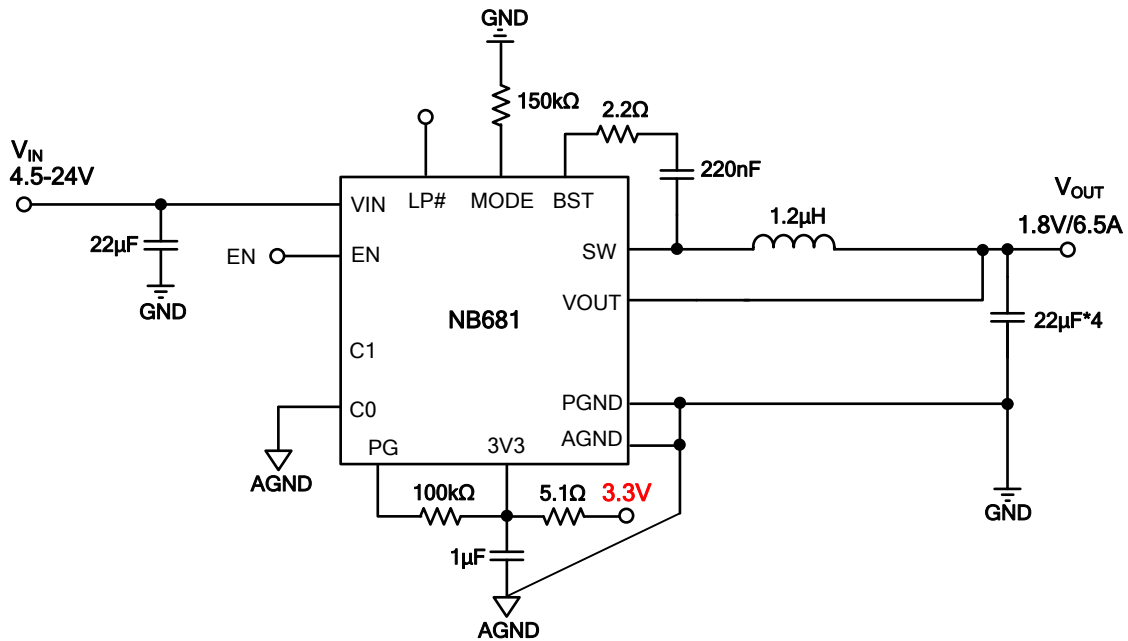 GND
150kΩ
2.2Ω
220nF
VIN
4.5-24V
22µF
GND
EN
VIN
LP#
MODE
BST
EN
SW
VOUT
NB681
C1
C0
PGND
AGND
PG
3V3
1.2µH
VOUT
1.8V/6.5A
22µF*4
GND
AGND
100kΩ
5.1Ω
3.3V
1µF
AGND